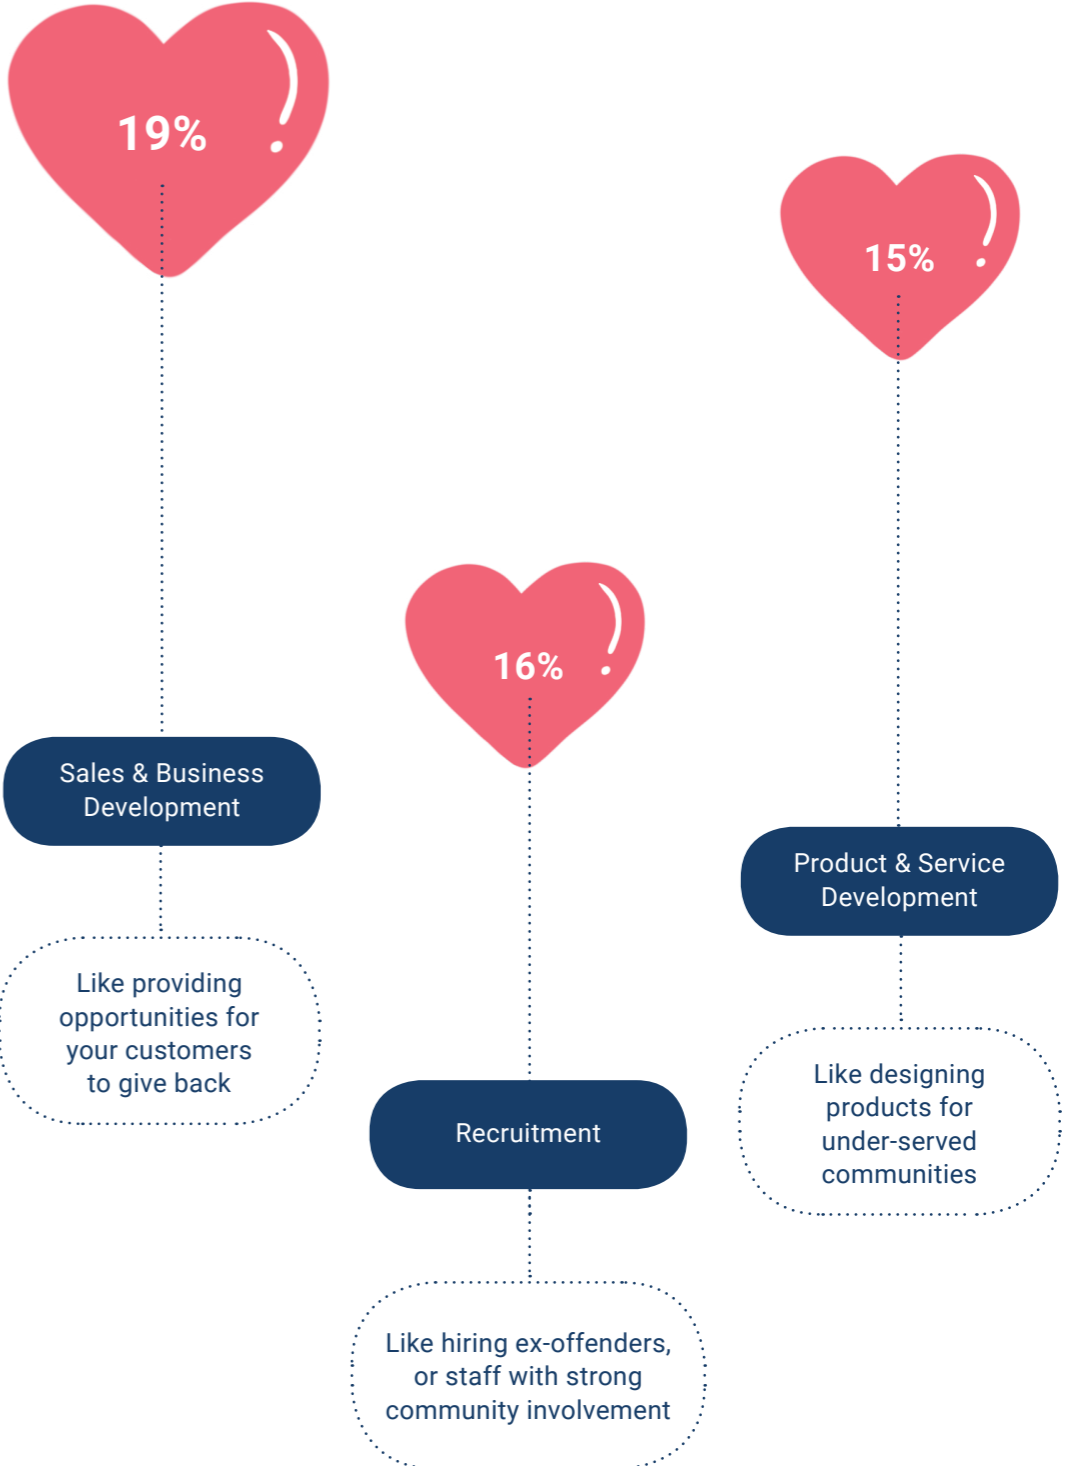 19%
Sales & Business
Development
Like providing
opportunities for
your customers
to give back
16%
Recruitment
Like hiring ex-offenders,
or staff with strong
community involvement
15%
Product & Service
Development
Like designing
products for
under-served
communities